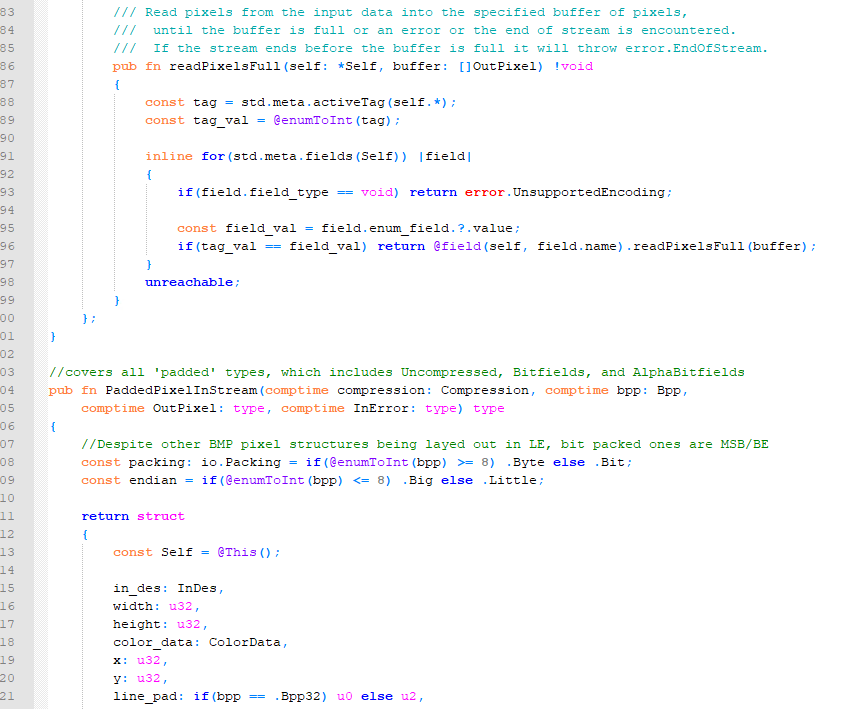 83         /// Read pixels from the input data into the specified buffer of pixels,
84         ///  until the buffer is full or an error or the end of stream is encountered.
85         ///  If the stream ends before the buffer is full it will throw error.EndOfStream.
86         pub fn readPixelsFull(self: *Self, buffer: []OutPixel) !void
87         {
88             const tag = std.meta.activeTag(self.*);
89             const tag_val = @enumToInt(tag);
90
91             inline for(std.meta.fields(Self)) |field|
92             {
93                 if(field.field_type == void) return error.UnsupportedEncoding;
94
95                 const field_val = field.enum_field.?.value;
96                 if(tag_val == field_val) return @field(self, field.name).readPixelsFull(buffer);
97             }
98             unreachable;
99         }
00     };
01 }
02
03 //covers all 'padded' types, which includes Uncompressed, Bitfields, and AlphaBitfields
04 pub fn PaddedPixelInStream(comptime compression: Compression, comptime bpp: Bpp,
05     comptime OutPixel: type, comptime InError: type) type
06 {
07     //Despite other BMP pixel structures being layed out in LE, bit packed ones are MSB/BE
08     const packing: io.Packing = if(@enumToInt(bpp) >= 8) .Byte else .Bit;
09     const endian = if(@enumToInt(bpp) <= 8) .Big else .Little;
10
11     return struct
12     {
13         const Self = @This();
14
15         in_des: InDes,
16         width: u32,
17         height: u32,
18         color_data: ColorData,
19         x: u32,
20         y: u32,
21         line_pad: if(bpp == .Bpp32) u0 else u2,